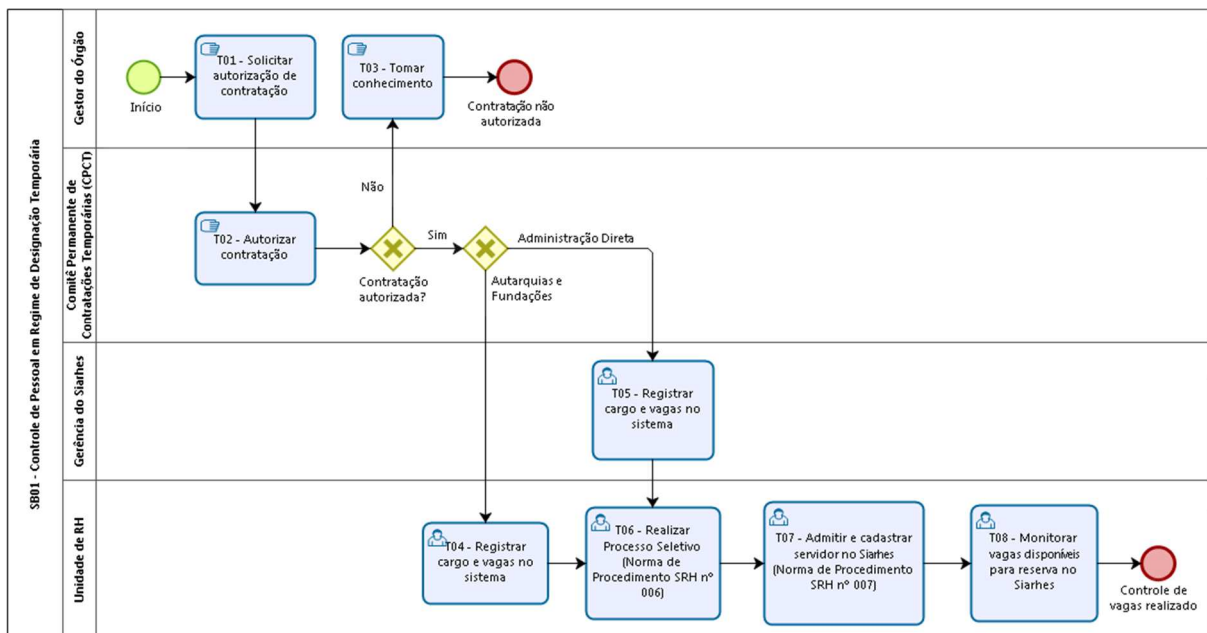 SB01 - Controle de Pessoal em Regime de Designação Temporária
Gestor do Órgão
Início
T01 - Solicitar
autorização de
contratação
T03 - Tomar
conhecimento
Contratação não
autorizada
Comitê Permanente de
Contratações Temporárias (CPCT)
T02 - Autorizar
contratação
Não
Contratação
autorizada?
Sim
Administração Direta
Autarquias e
Fundações
Gerência do Siarhes
T05 - Registrar
cargo e vagas no
sistema
Unidade de RH
T04 - Registrar
cargo e vagas no
sistema
T06 - Realizar
Processo Seletivo
(Norma de
Procedimento SRH nº
006)
T07 - Admitir e cadastrar
servidor no Siarhes
(Norma de Procedimento
SRH nº 007)
T08 - Monitorar
vagas disponíveis
para reserva no
Siarhes
Controle de
vagas realizado